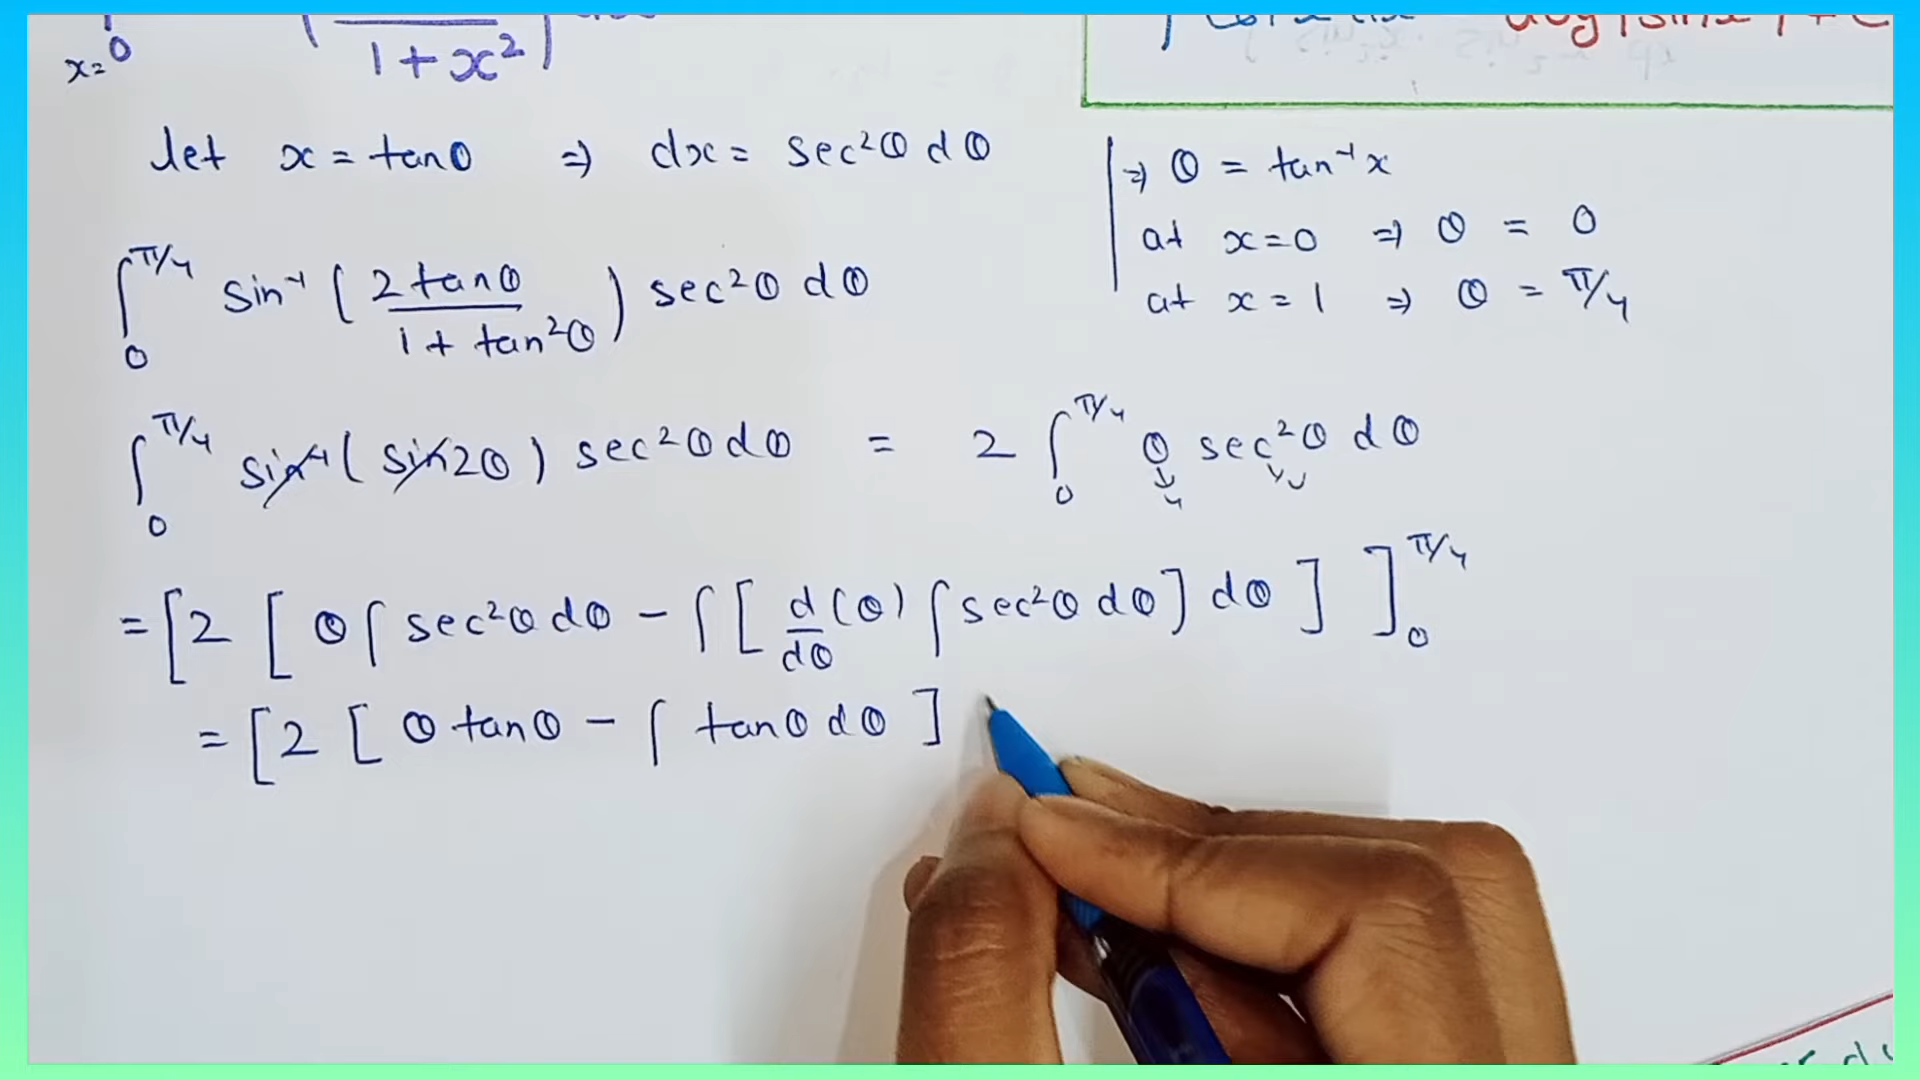 x=0 1+x²
let x = tanθ ⇒ dx = sec²θ dθ
⇒ θ = tan⁻¹x
at x=0 ⇒ θ = 0
at x=1 ⇒ θ = π/4
∫₀^{π/4} sin⁻¹(2tanθ / 1+tan²θ) sec²θ dθ
∫₀^{π/4} sin⁻¹(sin2θ) sec²θ dθ = 2 ∫₀^{π/4} θ sec²θ dθ
= [2 [θ∫sec²θ dθ − ∫[d/dθ (θ) ∫sec²θ dθ] dθ] ]₀^{π/4}
= [2 [θ tanθ − ∫ tanθ dθ]